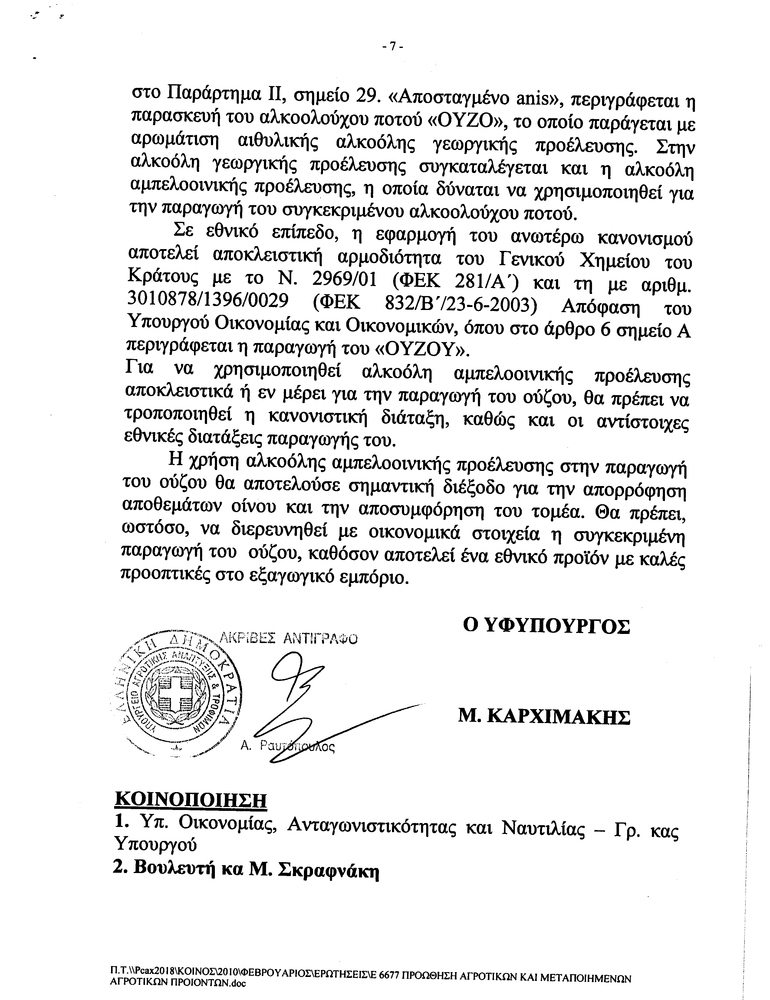 - 7 -
στο Παράρτημα ΙΙ, σημείο 29. «Αποσταγμένο anis», περιγράφεται η
παρασκευή του αλκοολούχου ποτού «ΟΥΖΟ», το οποίο παράγεται με
αρωμάτιση αιθυλικής αλκοόλης γεωργικής προέλευσης. Στην
αλκοόλη γεωργικής προέλευσης συγκαταλέγεται και η αλκοόλη
αμπελοοινικής προέλευσης, η οποία δύναται να χρησιμοποιηθεί για
την παραγωγή του συγκεκριμένου αλκοολούχου ποτού.
Σε εθνικό επίπεδο, η εφαρμογή του ανωτέρω κανονισμού
αποτελεί αποκλειστική αρμοδιότητα του Γενικού Χημείου του
Κράτους με το Ν. 2969/01 (ΦΕΚ 281/Α΄) και τη με αριθμ.
3010878/1396/0029 (ΦΕΚ 832/Β΄/23-6-2003) Απόφαση του
Υπουργού Οικονομίας και Οικονομικών, όπου στο άρθρο 6 σημείο Α
περιγράφεται η παραγωγή του «ΟΥΖΟΥ».
Για να χρησιμοποιηθεί αλκοόλη αμπελοοινικής προέλευσης
αποκλειστικά ή εν μέρει για την παραγωγή του ούζου, θα πρέπει να
τροποποιηθεί η κανονιστική διάταξη, καθώς και οι αντίστοιχες
εθνικές διατάξεις παραγωγής του.
Η χρήση αλκοόλης αμπελοοινικής προέλευσης στην παραγωγή
του ούζου θα αποτελούσε σημαντική διέξοδο για την απορρόφηση
αποθεμάτων οίνου και την αποσυμφόρηση του τομέα. Θα πρέπει,
ωστόσο, να διερευνηθεί με οικονομικά στοιχεία η συγκεκριμένη
παραγωγή του ούζου, καθόσον αποτελεί ένα εθνικό προϊόν με καλές
προοπτικές στο εξαγωγικό εμπόριο.
Ο ΥΦΥΠΟΥΡΓΟΣ
ΑΚΡΙΒΕΣ ΑΝΤΙΓΡΑΦΟ
ΕΛΛΗΝΙΚΗ ΔΗΜΟΚΡΑΤΙΑ
ΥΠΟΥΡΓΕΙΟ ΑΓΡΟΤΙΚΗΣ ΑΝΑΠΤΥΞΗΣ & ΤΡΟΦΙΜΩΝ
Μ. ΚΑΡΧΙΜΑΚΗΣ
Α. Ραυτόπουλος
ΚΟΙΝΟΠΟΙΗΣΗ
1. Υπ. Οικονομίας, Ανταγωνιστικότητας και Ναυτιλίας – Γρ. κας
Υπουργού
2. Βουλευτή κα Μ. Σκραφνάκη
Π.Τ.\\Pcax2018\ΚΟΙΝΟΣ\2010\ΦΕΒΡΟΥΑΡΙΟΣ\ΕΡΩΤΗΣΕΙΣ\Ε 6677 ΠΡΟΩΘΗΣΗ ΑΓΡΟΤΙΚΩΝ ΚΑΙ ΜΕΤΑΠΟΙΗΜΕΝΩΝ
ΑΓΡΟΤΙΚΩΝ ΠΡΟΙΟΝΤΩΝ.doc